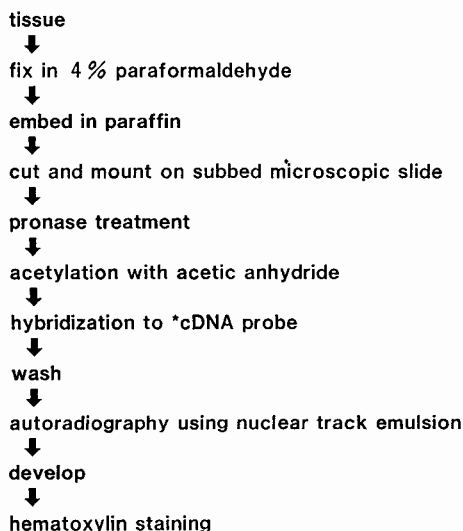 tissue
fix in 4% paraformaldehyde
embed in paraffin
cut and mount on subbed microscopic slide
pronase treatment
acetylation with acetic anhydride
hybridization to *cDNA probe
wash
autoradiography using nuclear track emulsion
develop
hematoxylin staining